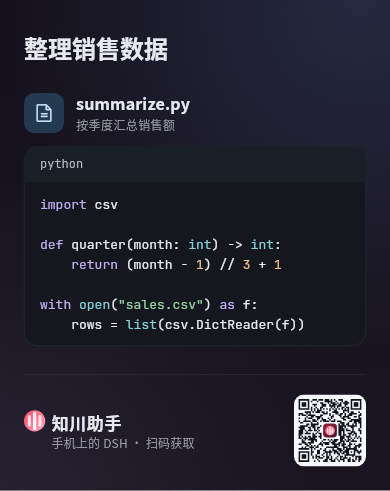 整理销售数据
summarize.py
按季度汇总销售额
python
import csv
def quarter(month: int) -> int:
    return (month - 1) // 3 + 1
with open("sales.csv") as f:
    rows = list(csv.DictReader(f))
知川助手
手机上的 DSH · 扫码获取